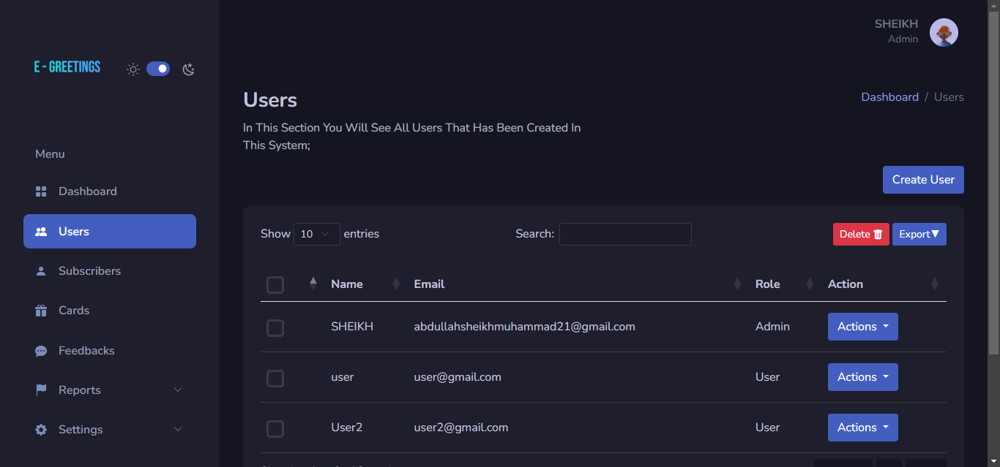 SHEIKH
Admin
E - GREETINGS
Users
Dashboard / Users
In This Section You Will See All Users That Has Been Created In
This System;
Menu
Create User
Dashboard
Users
Show 10 entries
Search:
Delete
Export▼
Subscribers
Name
Email
Role
Action
Cards
SHEIKH
abdullahsheikhmuhammad21@gmail.com
Admin
Actions
Feedbacks
user
user@gmail.com
User
Actions
Reports
User2
user2@gmail.com
User
Actions
Settings